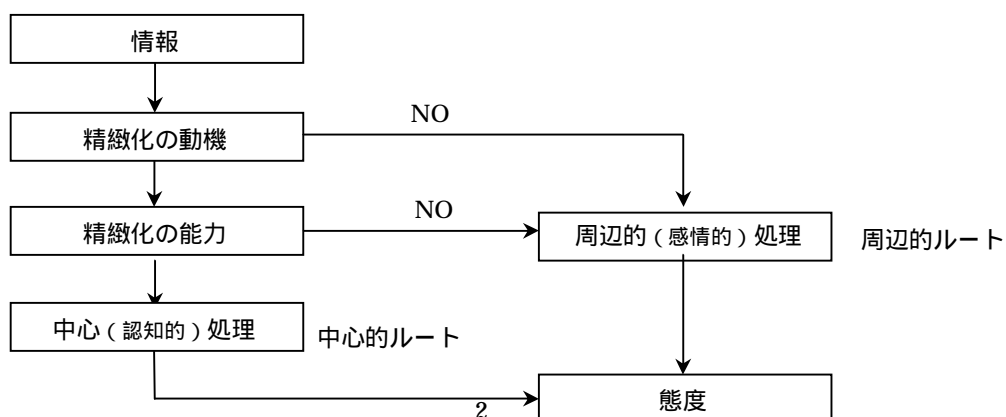 情報
NO
精緻化の動機
NO
精緻化の能力
周辺的（感情的）処理
周辺的ルート
中心（認知的）処理
中心的ルート
2
態度